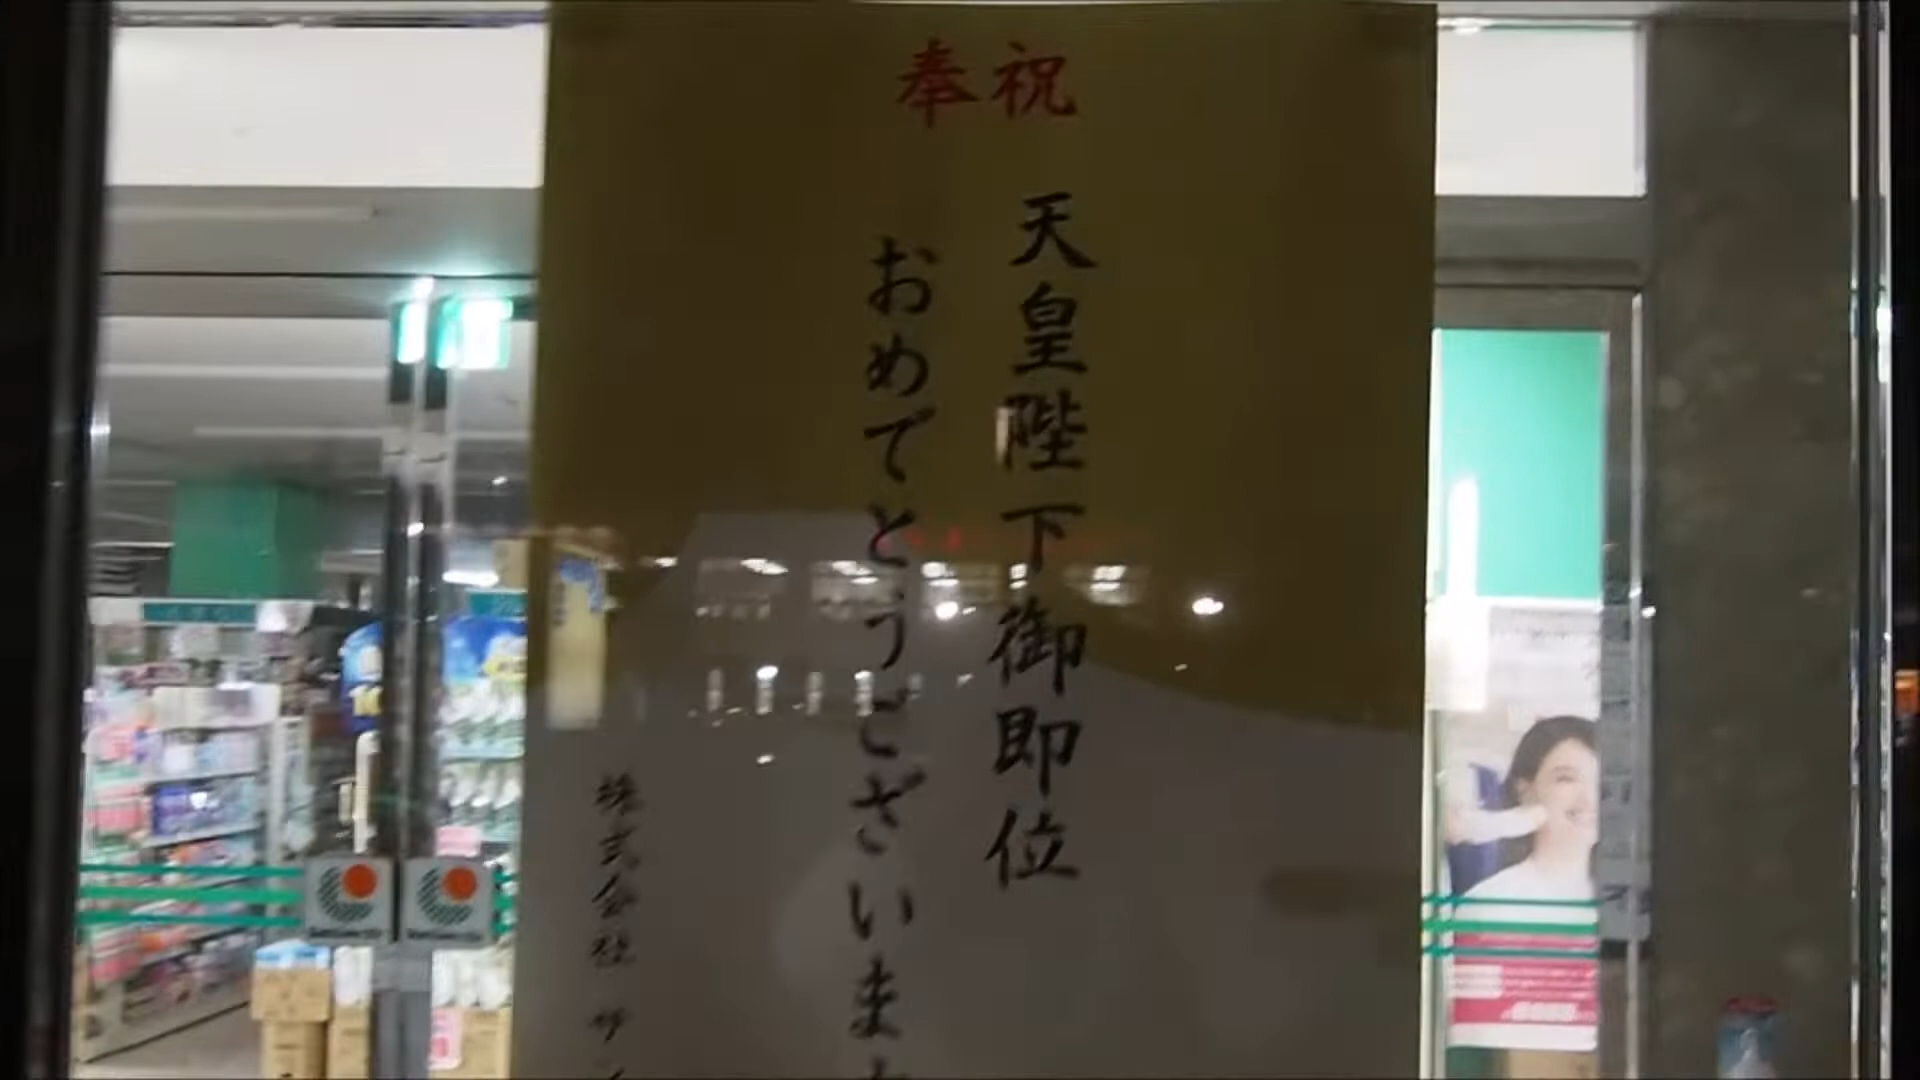 奉祝
天皇陛下御即位
おめでとうございま
株式会社 サ